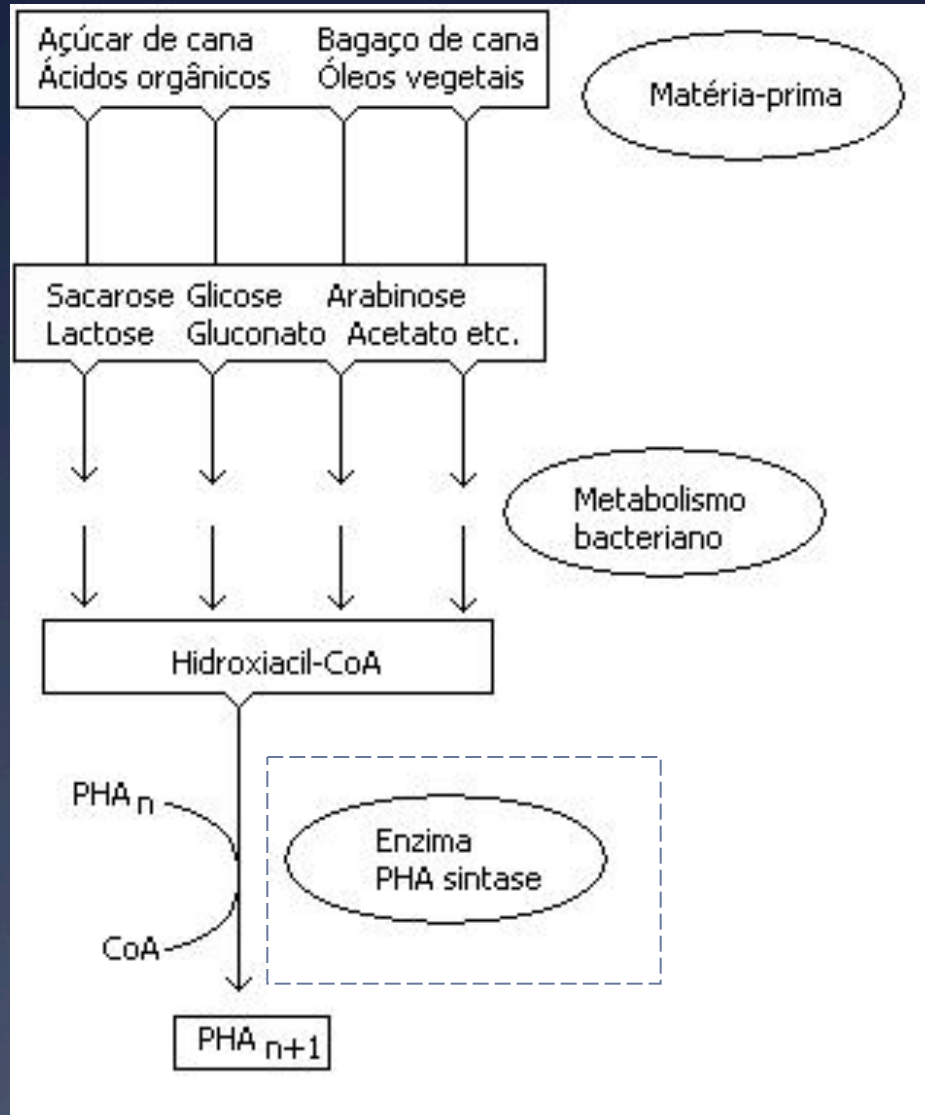 Açúcar de cana Bagaço de cana
Ácidos orgânicos Óleos vegetais
Matéria-prima
Sacarose Glicose Arabinose
Lactose Gluconato Acetato etc.
Metabolismo
bacteriano
Hidroxiacil-CoA
PHA n
Enzima
PHA sintase
CoA
PHA n+1